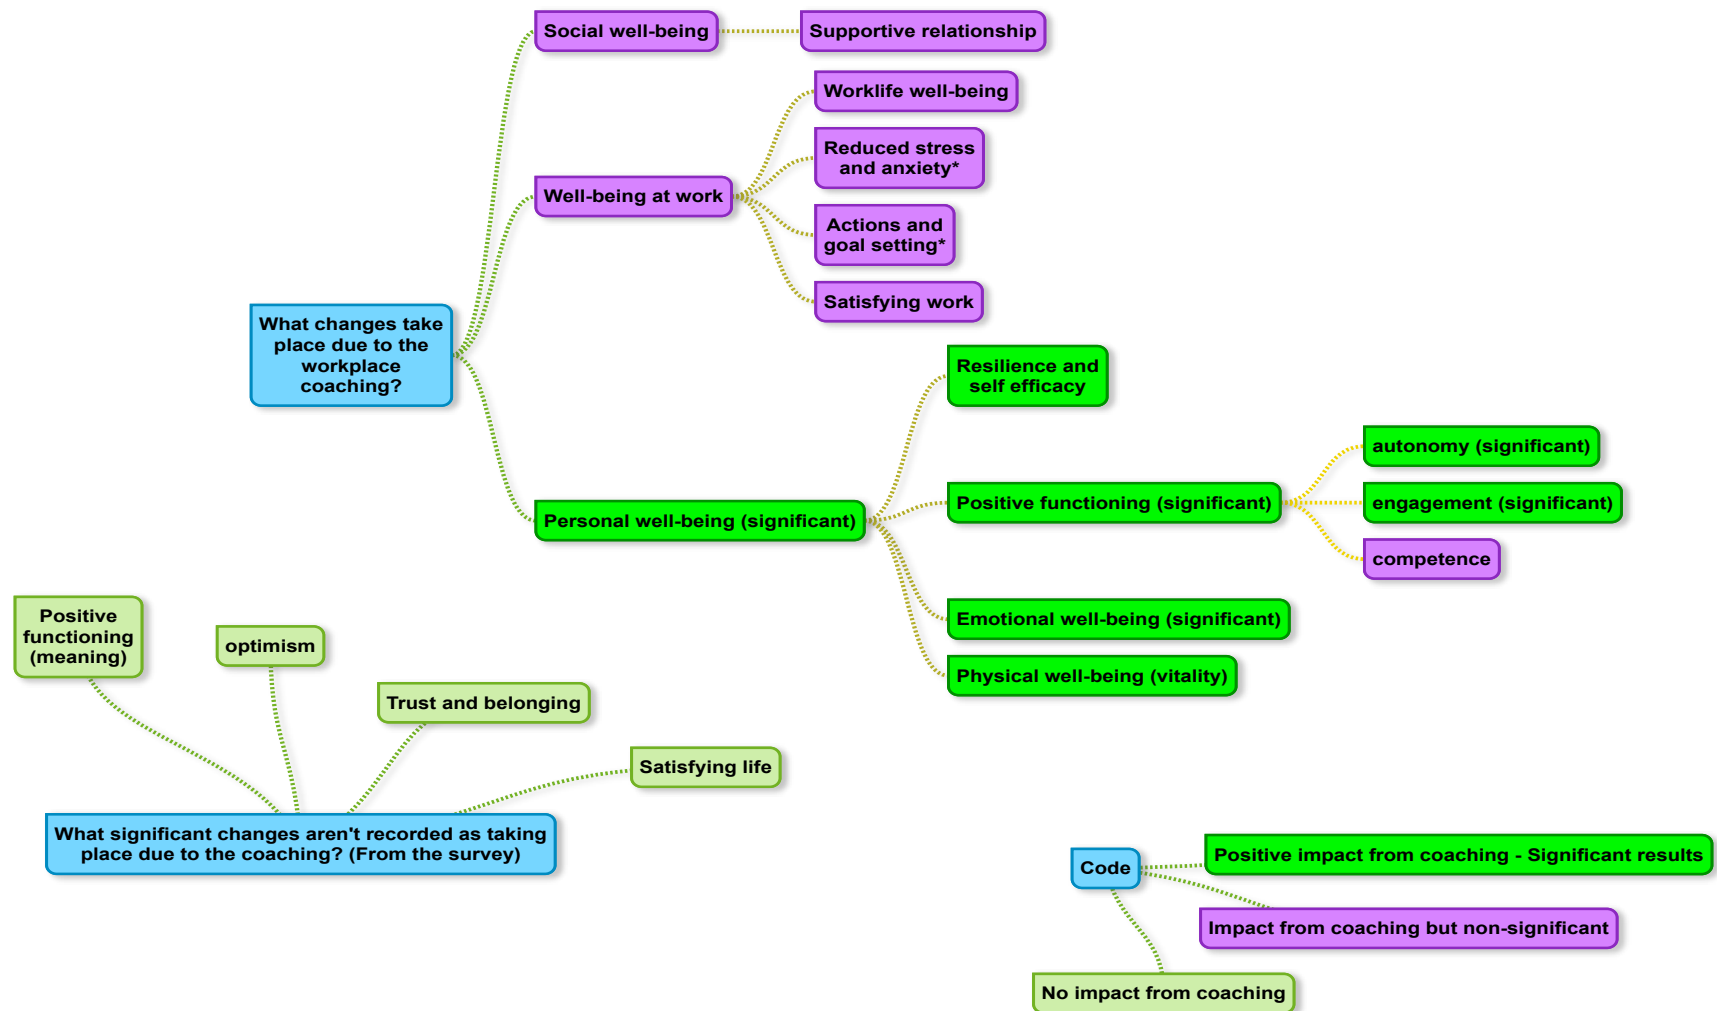 Social well-being
Supportive relationship
Worklife well-being
Reduced stress
and anxiety*
Well-being at work
Actions and
goal setting*
Satisfying work
What changes take
place due to the
workplace
coaching?
Resilience and
self efficacy
autonomy (significant)
Positive functioning (significant)
engagement (significant)
Personal well-being (significant)
competence
Emotional well-being (significant)
Physical well-being (vitality)
Positive
functioning
(meaning)
optimism
Trust and belonging
Satisfying life
What significant changes aren't recorded as taking
place due to the coaching? (From the survey)
Code
Positive impact from coaching - Significant results
Impact from coaching but non-significant
No impact from coaching